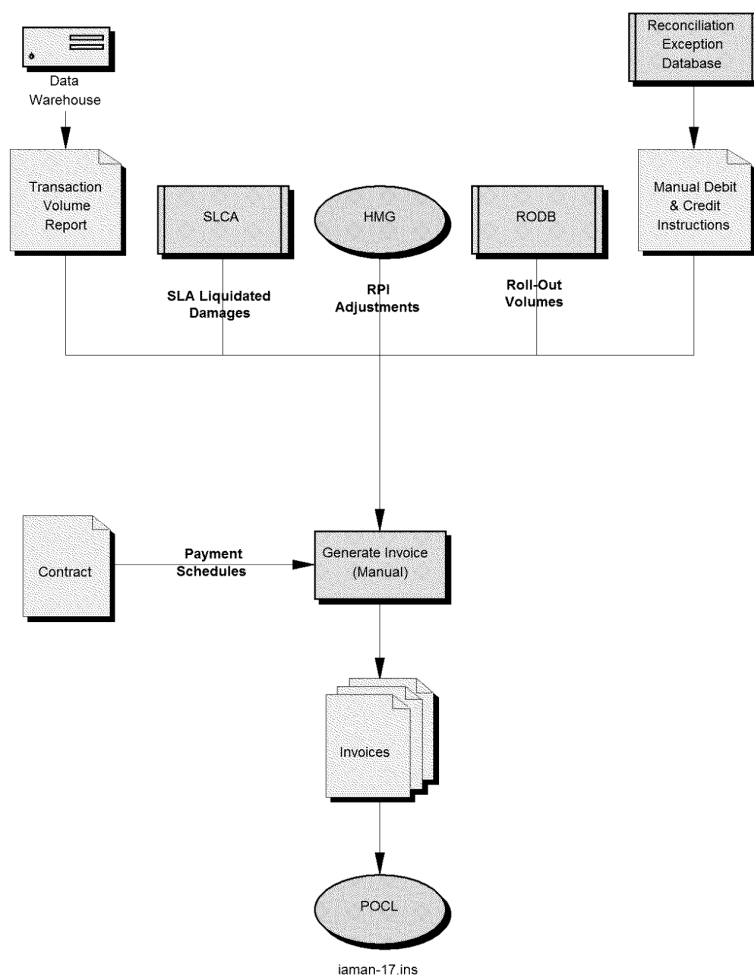 Data
Warehouse
Reconciliation
Exception
Database
Transaction
Volume
Report
SLCA
HMG
RODB
Manual Debit
& Credit
Instructions
SLA Liquidated
Damages
RPI
Adjustments
Roll-Out
Volumes
Contract
Payment
Schedules
Generate Invoice
(Manual)
Invoices
POCL
iaman-17.ins